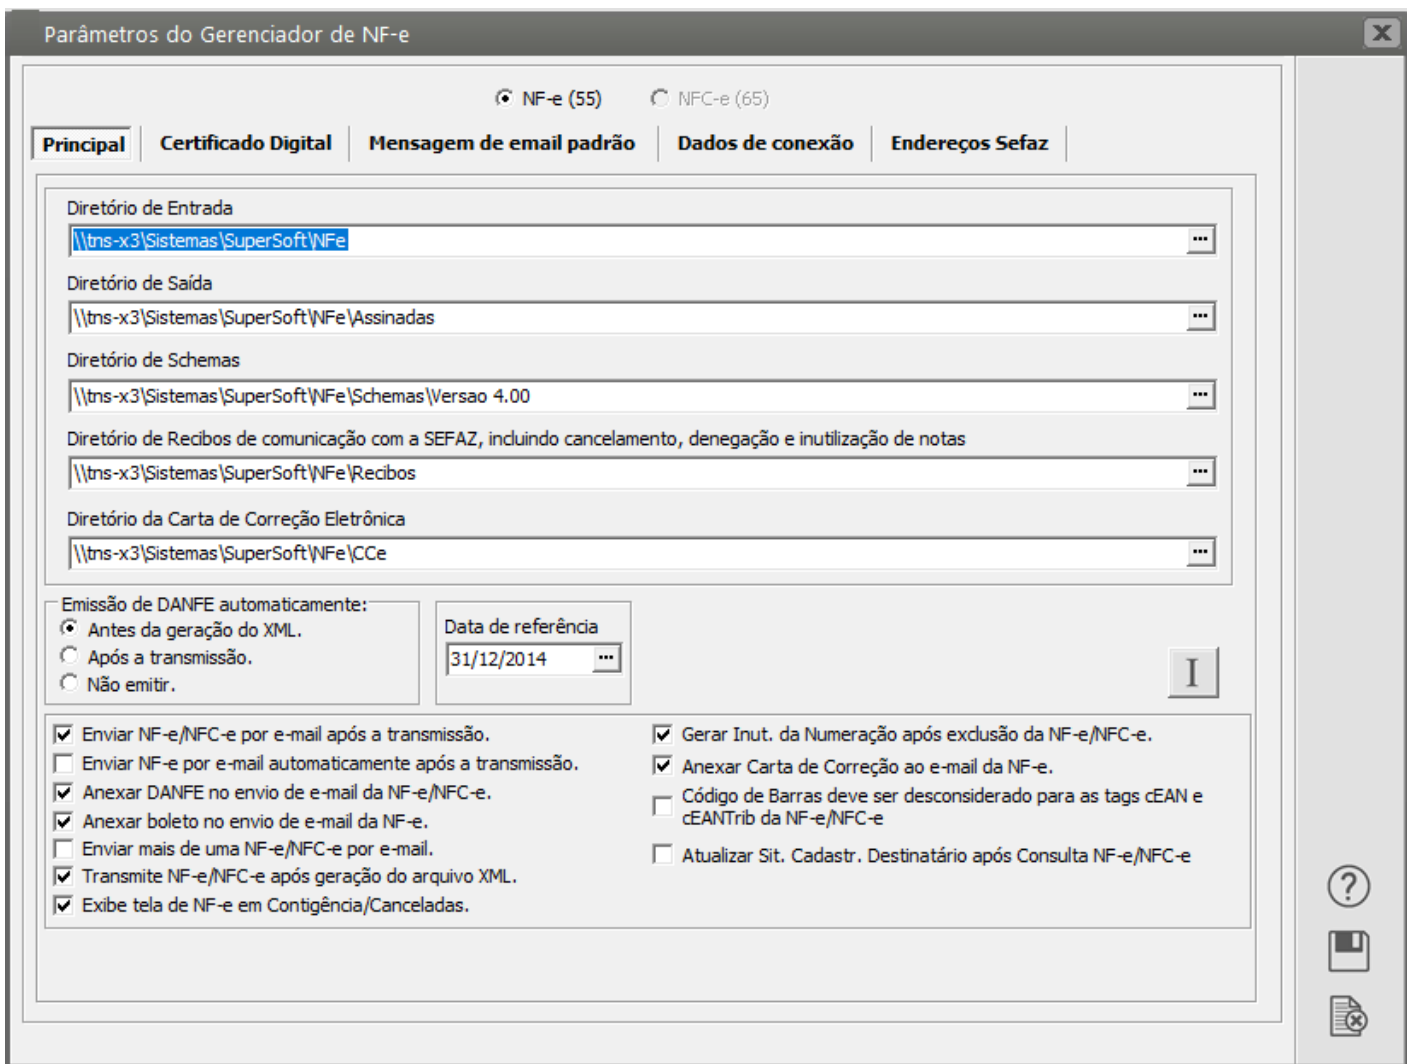 Parâmetros do Gerenciador de NF-e
NF-e (55) NFC-e (65)
Principal Certificado Digital Mensagem de email padrão Dados de conexão Endereços Sefaz
Diretório de Entrada
\\tns-x3\Sistemas\SuperSoft\NFe
Diretório de Saída
\\tns-x3\Sistemas\SuperSoft\NFe\Assinadas
Diretório de Schemas
\\tns-x3\Sistemas\SuperSoft\NFe\Schemas\Versao 4.00
Diretório de Recibos de comunicação com a SEFAZ, incluindo cancelamento, denegação e inutilização de notas
\\tns-x3\Sistemas\SuperSoft\NFe\Recibos
Diretório da Carta de Correção Eletrônica
\\tns-x3\Sistemas\SuperSoft\NFe\CCe
Emissão de DANFE automaticamente:
Antes da geração do XML.
Após a transmissão.
Não emitir.
Data de referência
31/12/2014
I
Enviar NF-e/NFC-e por e-mail após a transmissão.
Enviar NF-e por e-mail automaticamente após a transmissão.
Anexar DANFE no envio de e-mail da NF-e/NFC-e.
Anexar boleto no envio de e-mail da NF-e.
Enviar mais de uma NF-e/NFC-e por e-mail.
Transmite NF-e/NFC-e após geração do arquivo XML.
Exibe tela de NF-e em Contigência/Canceladas.
Gerar Inut. da Numeração após exclusão da NF-e/NFC-e.
Anexar Carta de Correção ao e-mail da NF-e.
Código de Barras deve ser desconsiderado para as tags cEAN e
cEANTrib da NF-e/NFC-e
Atualizar Sit. Cadastr. Destinatário após Consulta NF-e/NFC-e